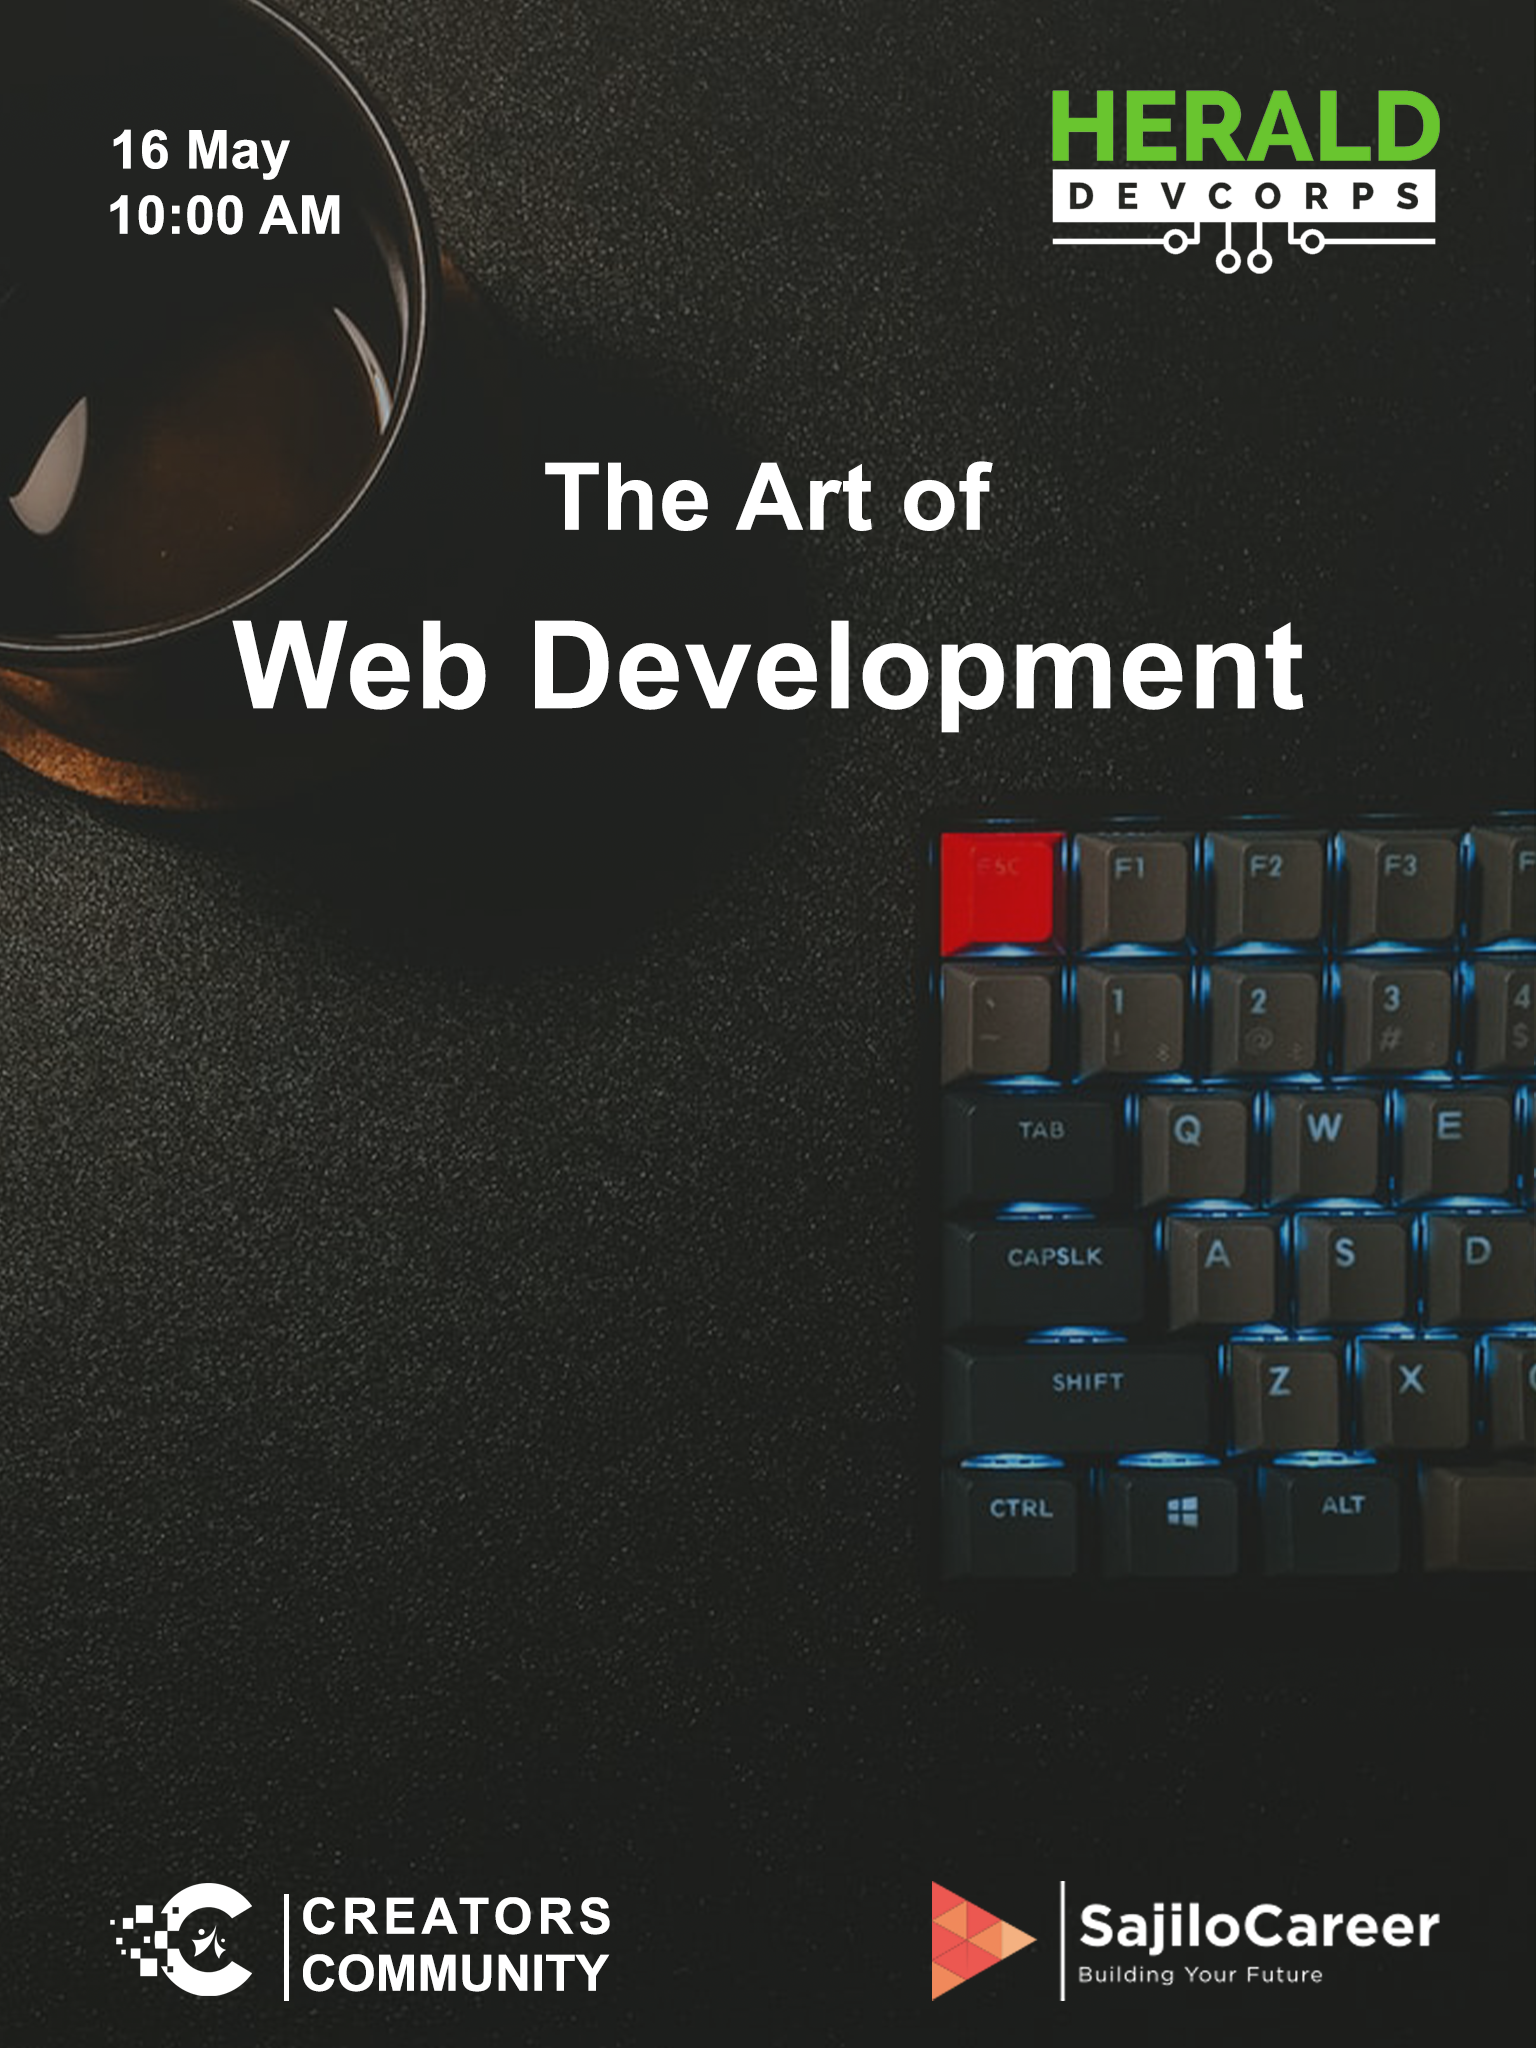 16 May
10:00 AM
HERALD
DEVCORPS
The Art of
Web Development
ESC F1 F2 F3 F
` 1 2 3 4
~ ! @ # $
TAB Q W E
CAPSLK A S D
SHIFT Z X
CTRL ALT
CREATORS
COMMUNITY
SajiloCareer
Building Your Future